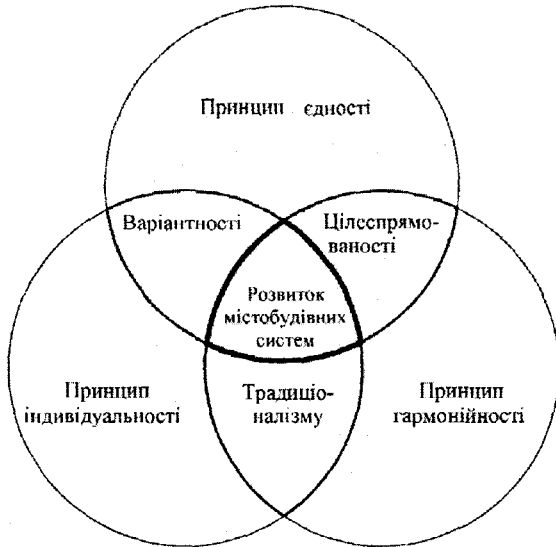 Принцип єдності
Варіантності
Цілеспрямо-
ваності
Розвиток
містобудівних
систем
Принцип
індивідуальності
Традиціо-
налізму
Принцип
гармонійності